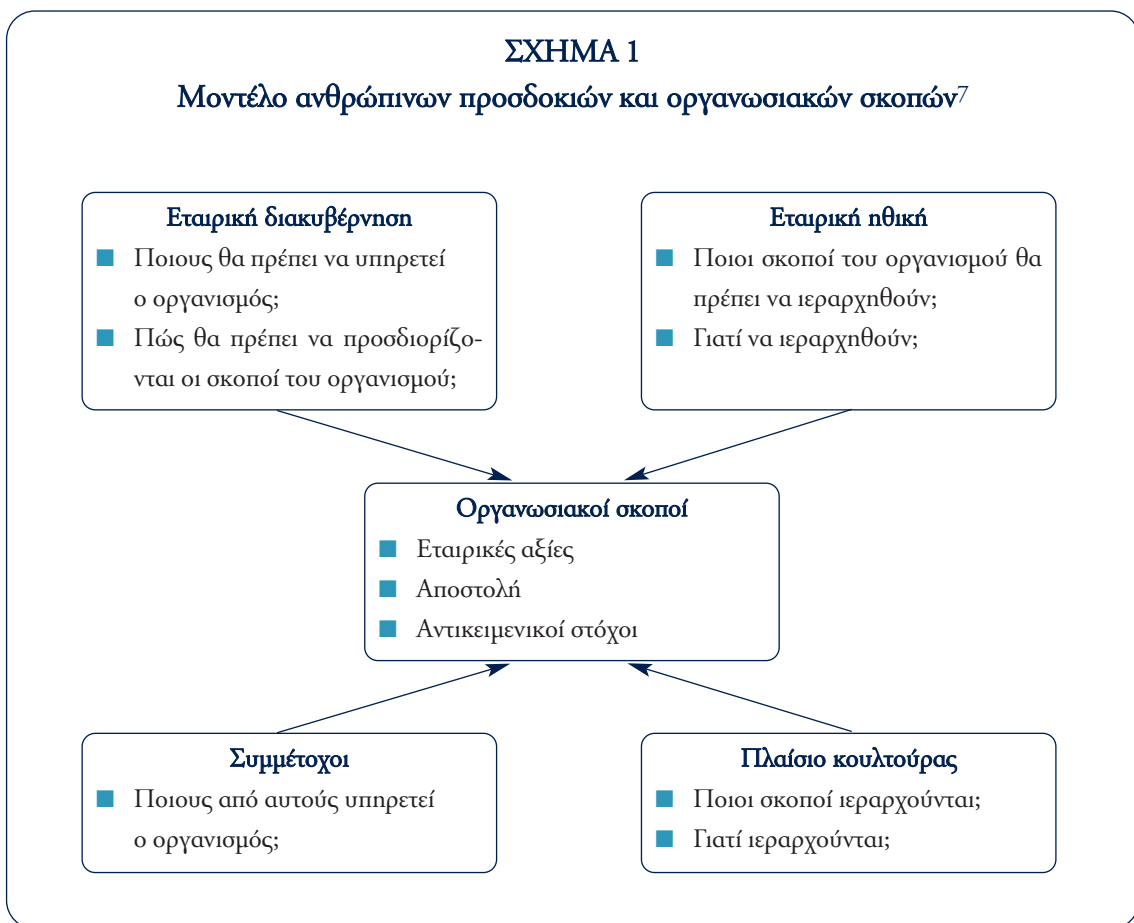 ΣΧΗΜΑ 1
Μοντέλο ανθρώπινων προσδοκιών και οργανωσιακών σκοπών7
Εταιρική διακυβέρνηση
Ποιους θα πρέπει να υπηρετεί
ο οργανισμός;
Πώς θα πρέπει να προσδιορίζο-
νται οι σκοποί του οργανισμού;
Εταιρική ηθική
Ποιοι σκοποί του οργανισμού θα
πρέπει να ιεραρχηθούν;
Γιατί να ιεραρχηθούν;
Οργανωσιακοί σκοποί
Εταιρικές αξίες
Αποστολή
Αντικειμενικοί στόχοι
Συμμέτοχοι
Ποιους από αυτούς υπηρετεί
ο οργανισμός;
Πλαίσιο κουλτούρας
Ποιοι σκοποί ιεραρχούνται;
Γιατί ιεραρχούνται;